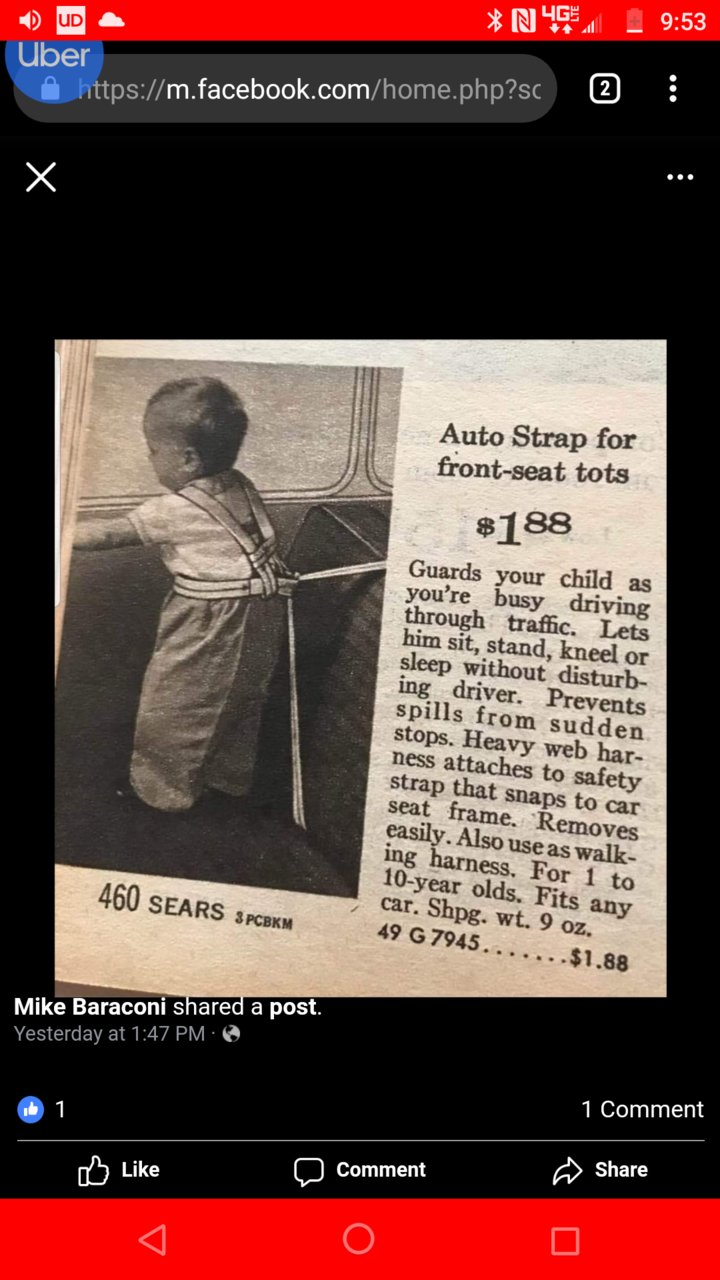 UD
4G LTE
9:53
Uber
https://m.facebook.com/home.php?sc
2
Auto Strap for
front-seat tots
$188
Guards your child as
you're busy driving
through traffic. Lets
him sit, stand, kneel or
sleep without disturb-
ing driver. Prevents
spills from sudden
stops. Heavy web har-
ness attaches to safety
strap that snaps to car
seat frame. Removes
easily. Also use as walk-
ing harness. For 1 to
10-year olds. Fits any
car. Shpg. wt. 9 oz.
49 G 7945.......$1.88
460 SEARS 3 PCBKM
Mike Baraconi shared a post.
Yesterday at 1:47 PM ·
1
1 Comment
Like
Comment
Share